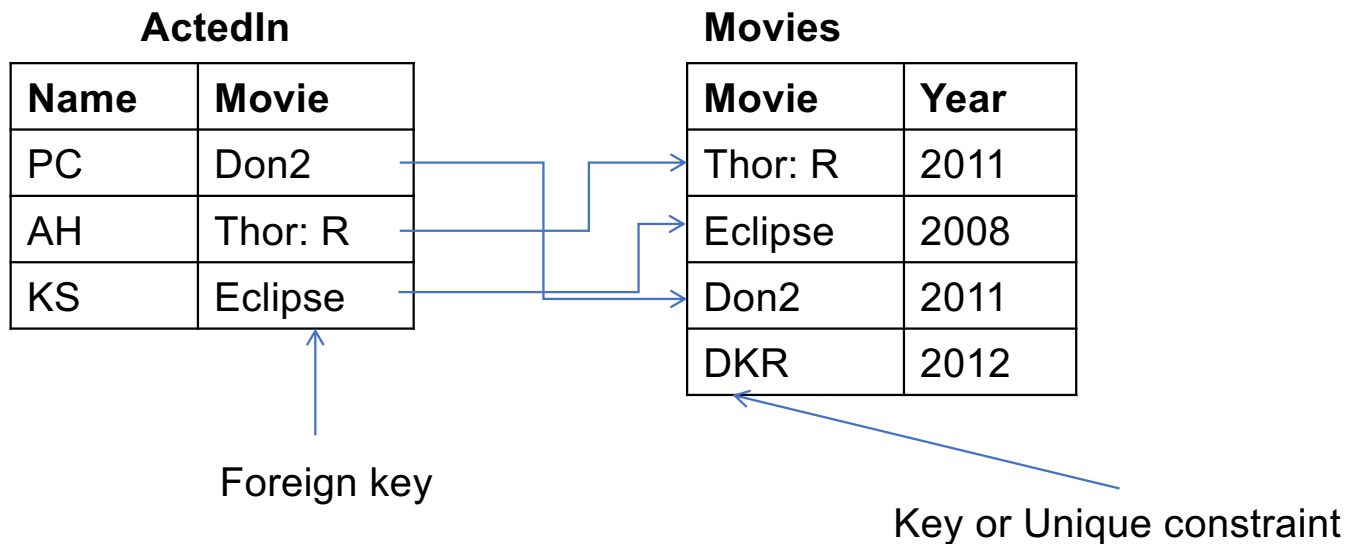 ActedIn
Name Movie
PC Don2
AH Thor: R
KS Eclipse
Foreign key
Movies
Movie Year
Thor: R 2011
Eclipse 2008
Don2 2011
DKR 2012
Key or Unique constraint